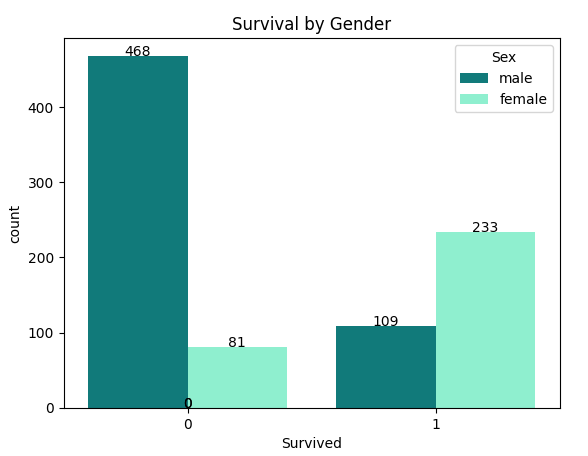 Survival by Gender
468
Sex
male
female
400
300
233
200
count
109
100
81
0
0
0
1
Survived